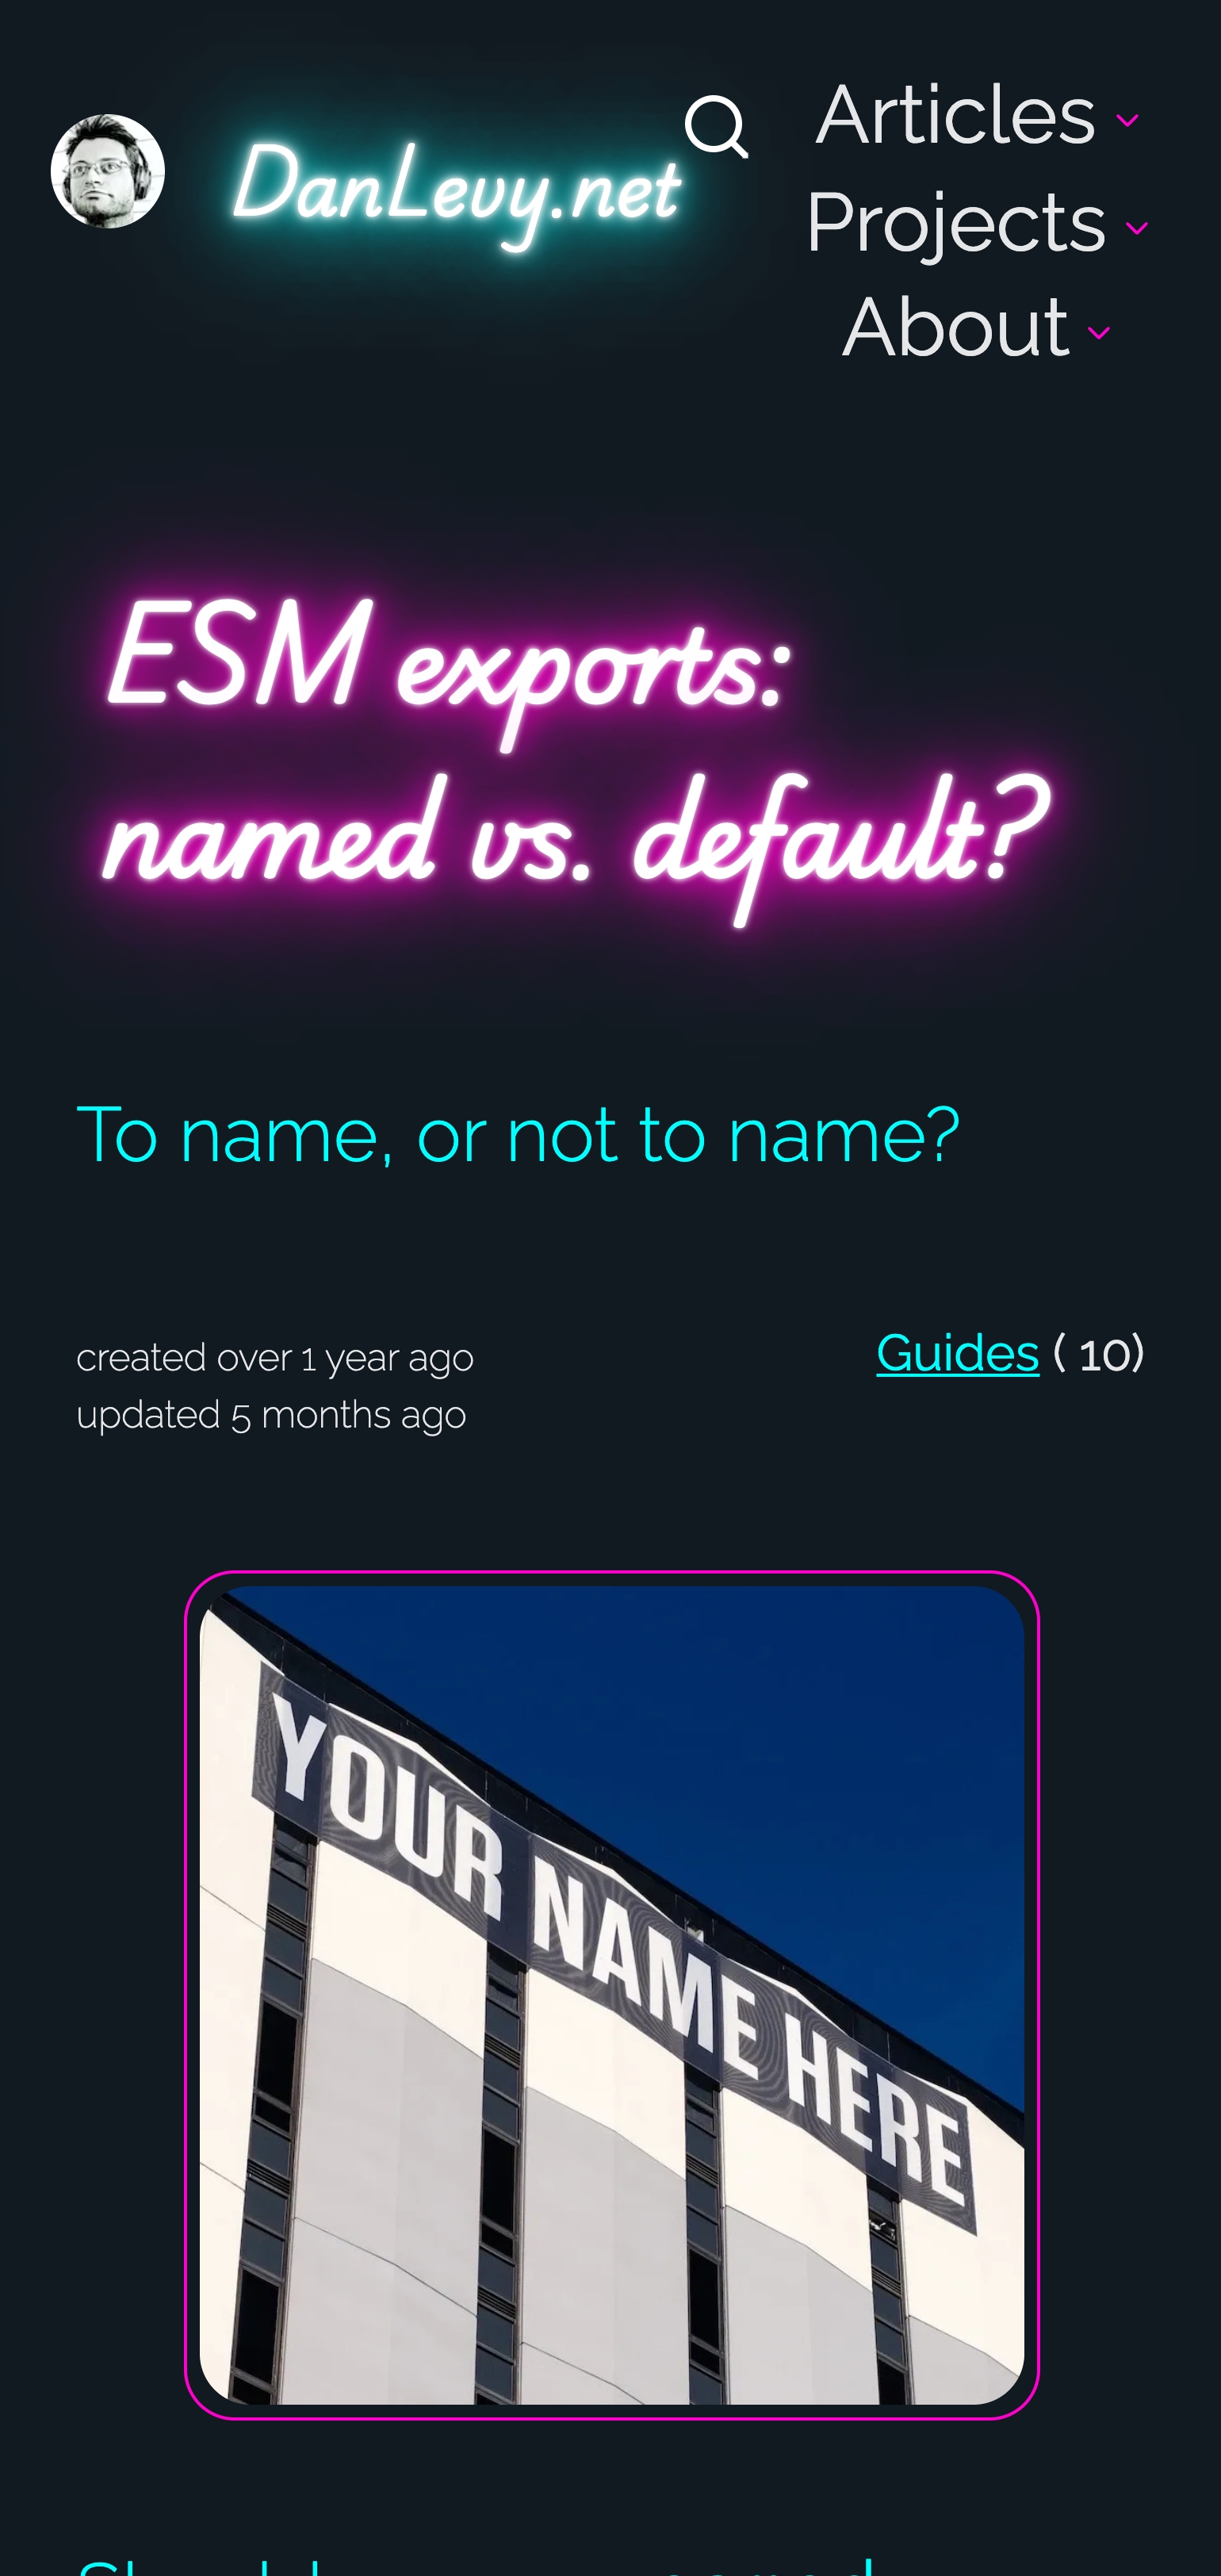 DanLevy.net
Articles
Projects
About
ESM exports:
named vs. default?
To name, or not to name?
created over 1 year ago
updated 5 months ago
Guides ( 10)
YOUR NAME HERE